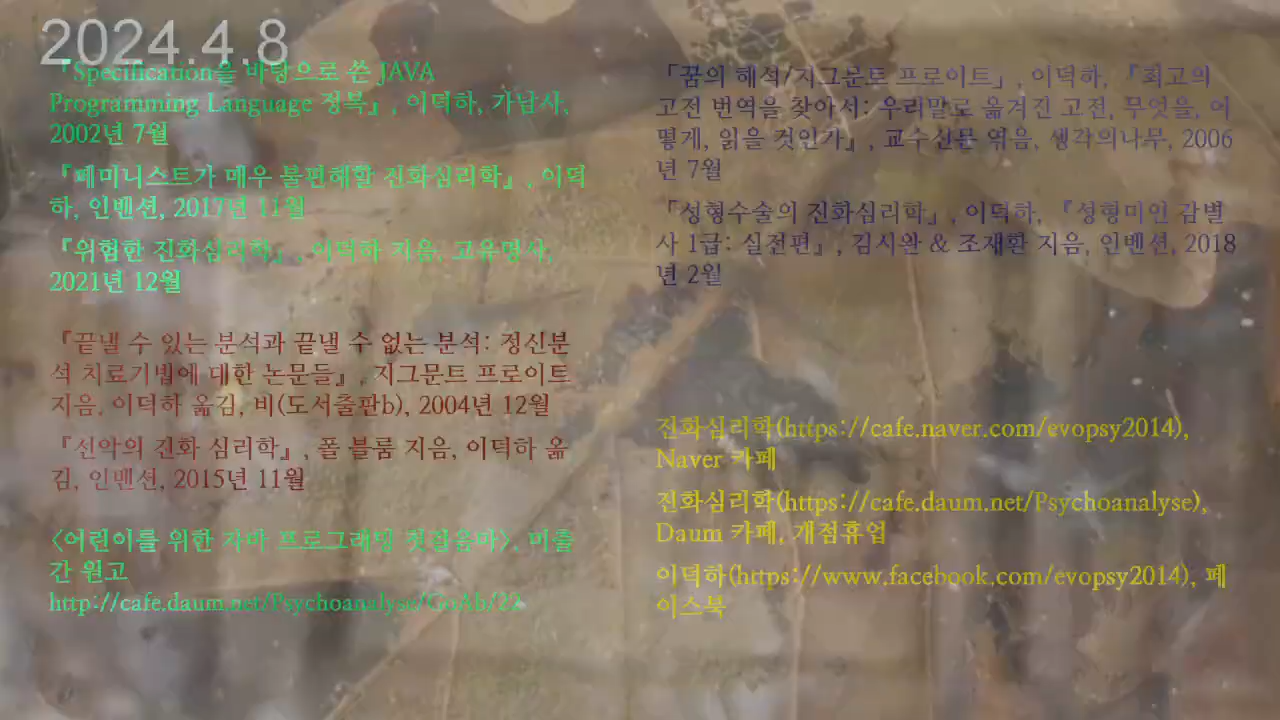 2024.4.8
『Specification을 바탕으로 쓴 JAVA
Programming Language 정복』, 이덕하, 가남사,
2002년 7월
『페미니스트가 매우 불편해할 진화심리학』, 이덕
하, 인벤션, 2017년 11월
『위험한 진화심리학』, 이덕하 지음, 고유명사,
2021년 12월
『끝낼 수 있는 분석과 끝낼 수 없는 분석: 정신분
석 치료기법에 대한 논문들』, 지그문트 프로이트
지음, 이덕하 옮김, 비(도서출판b), 2004년 12월
『선악의 진화 심리학』, 폴 블룸 지음, 이덕하 옮
김, 인벤션, 2015년 11월
〈어린이를 위한 자바 프로그래밍 첫걸음마〉, 미출
간 원고
http://cafe.daum.net/Psychoanalyse/GuAb/22
「꿈의 해석/지그문트 프로이트」, 이덕하, 『최고의
고전 번역을 찾아서: 우리말로 옮겨진 고전, 무엇을, 어
떻게, 읽을 것인가』, 교수신문 엮음, 생각의나무, 2006
년 7월
「성형수술의 진화심리학」, 이덕하, 『성형미인 감별
사 1급: 실전편』, 김시완 & 조재환 지음, 인벤션, 2018
년 2월
진화심리학(https://cafe.naver.com/evopsy2014),
Naver 카페
진화심리학(https://cafe.daum.net/Psychoanalyse),
Daum 카페, 개점휴업
이덕하(https://www.facebook.com/evopsy2014), 페
이스북